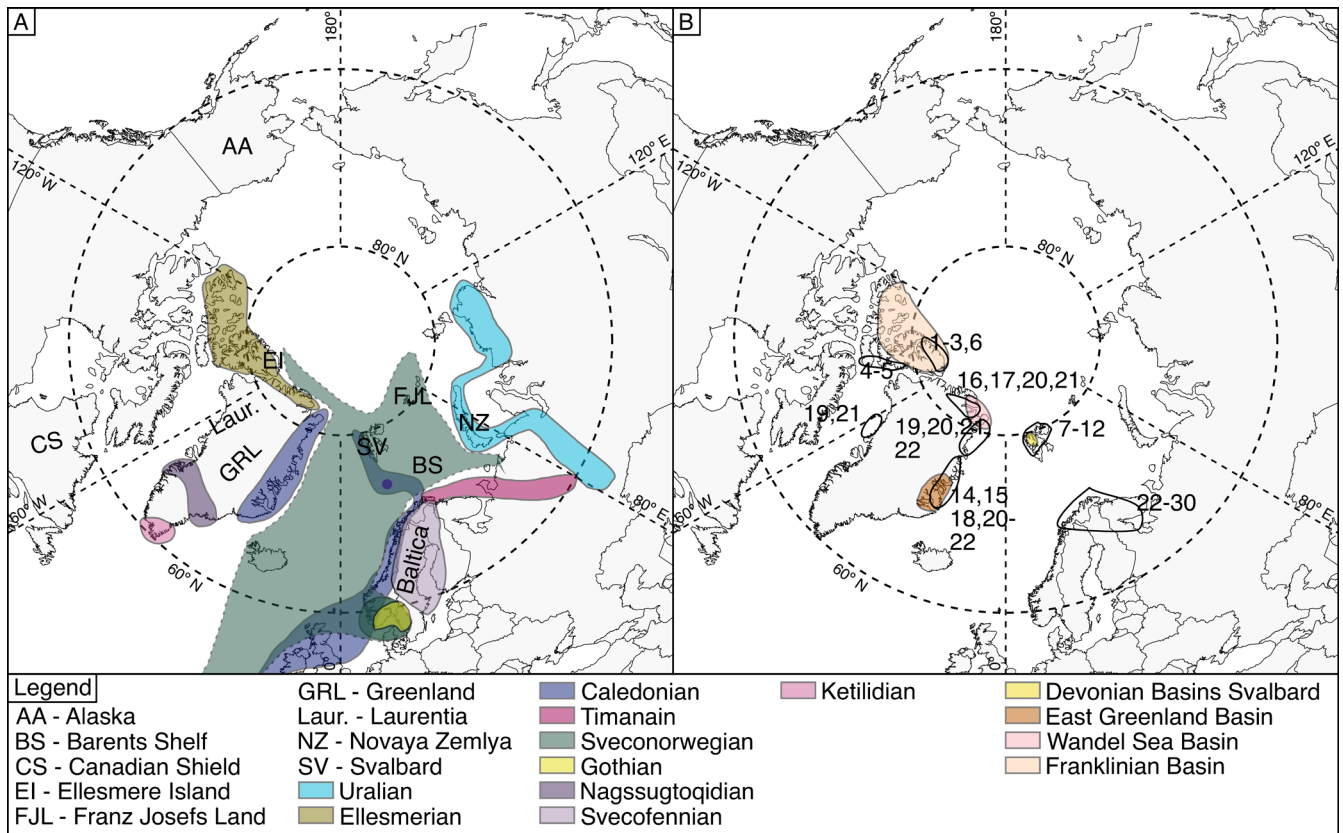 A
180°
AA
120° W
120° E
80° N
EI
FJL
NZ
Laur.
SV
CS
GRL
BS
80° E
Baltica
60° N
B
180°
120° W
120° E
80° N
1-3,6
4-5
16,17,20,21
19,21
19,20,21,
22
7-12
14,15
18,20-
22
22-30
80° E
60° W
60° N
Legend
AA - Alaska
BS - Barents Shelf
CS - Canadian Shield
EI - Ellesmere Island
FJL - Franz Josefs Land
GRL - Greenland
Laur. - Laurentia
NZ - Novaya Zemlya
SV - Svalbard
Uralian
Ellesmerian
Caledonian
Timanain
Sveconorwegian
Gothian
Nagssugtoqidian
Svecofennian
Ketilidian
Devonian Basins Svalbard
East Greenland Basin
Wandel Sea Basin
Franklinian Basin